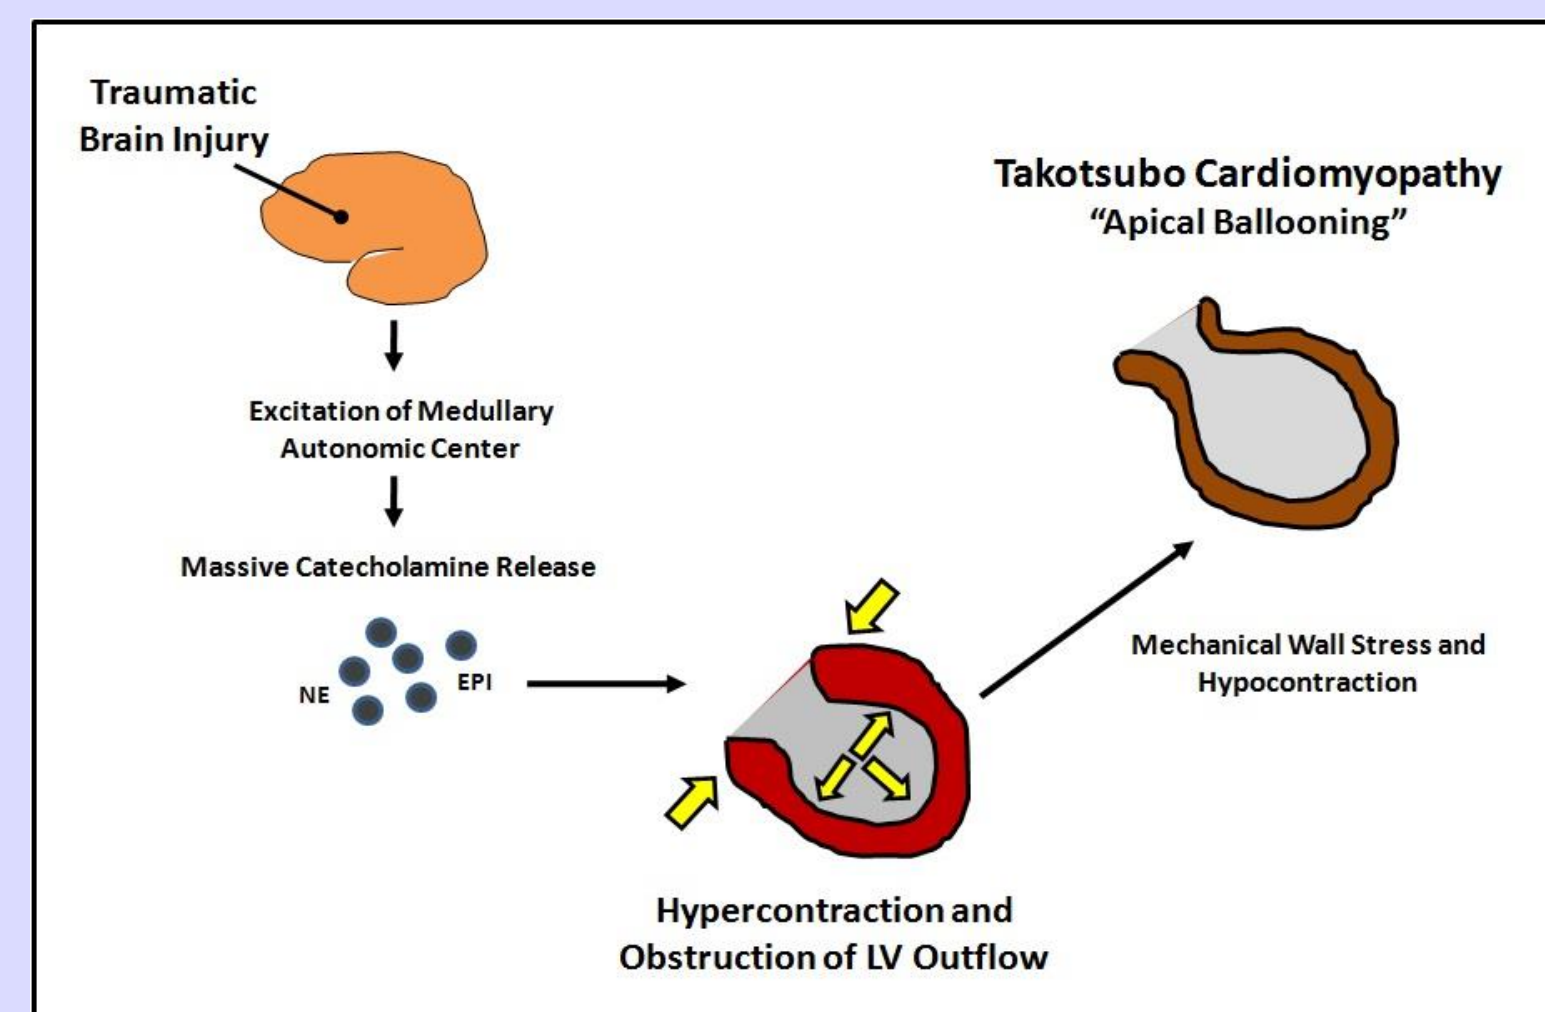 Traumatic
Brain Injury
Excitation of Medullary
Autonomic Center
Massive Catecholamine Release
NE
EPI
Hypercontraction and
Obstruction of LV Outflow
Mechanical Wall Stress and
Hypocontraction
Takotsubo Cardiomyopathy
“Apical Ballooning”